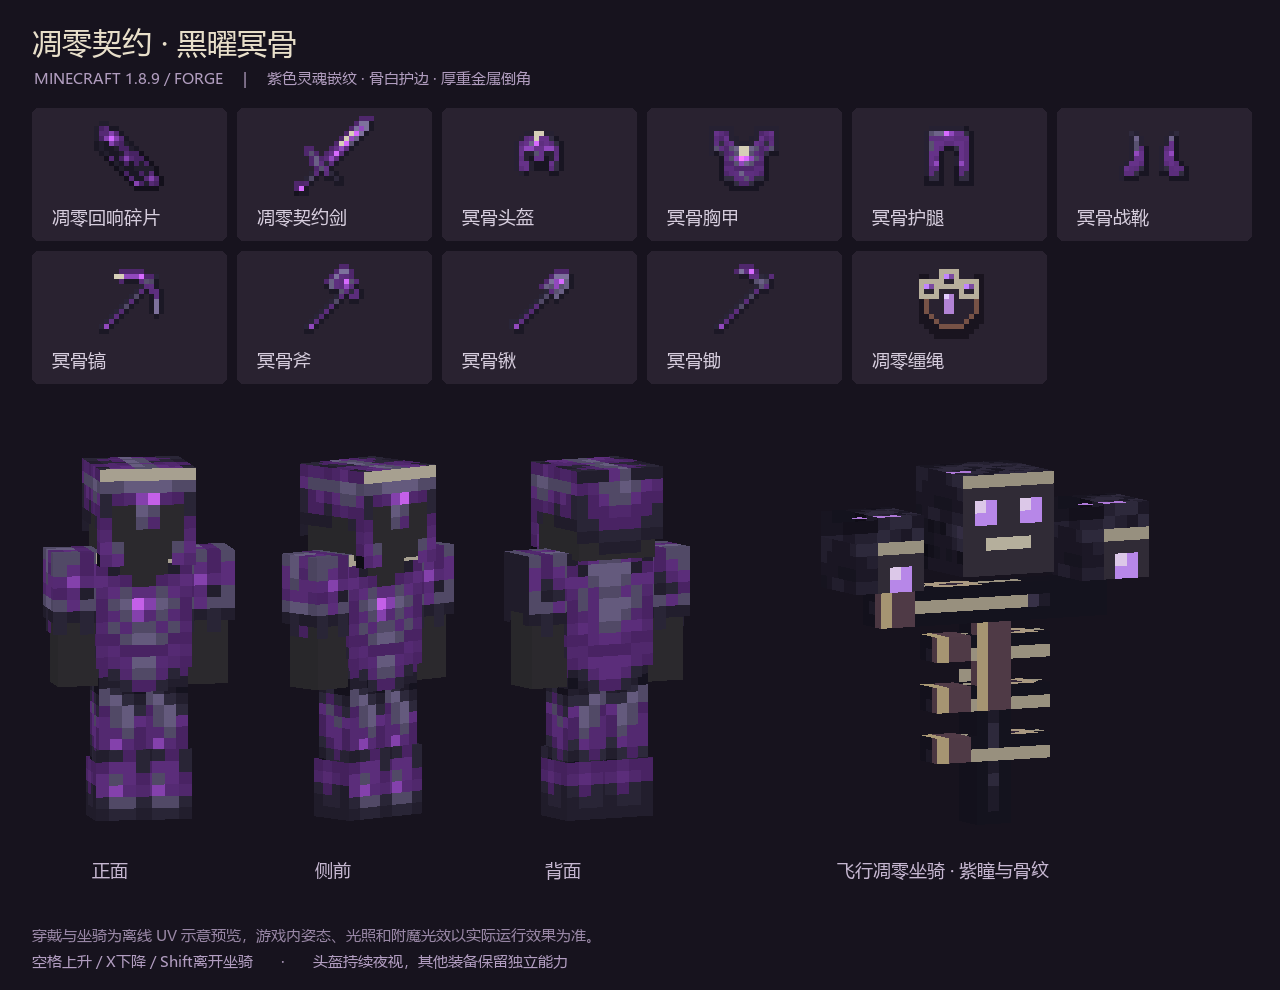 凋零契约 · 黑曜冥骨
MINECRAFT 1.8.9 / FORGE | 紫色灵魂嵌纹 · 骨白护边 · 厚重金属倒角
凋零回响碎片 凋零契约剑 冥骨头盔 冥骨胸甲 冥骨护腿 冥骨战靴
冥骨镐 冥骨斧 冥骨锹 冥骨锄 凋零缰绳
正面 侧前 背面 飞行凋零坐骑 · 紫瞳与骨纹
穿戴与坐骑为离线 UV 示意预览，游戏内姿态、光照和附魔光效以实际运行效果为准。
空格上升 / X下降 / Shift离开坐骑 · 头盔持续夜视，其他装备保留独立能力